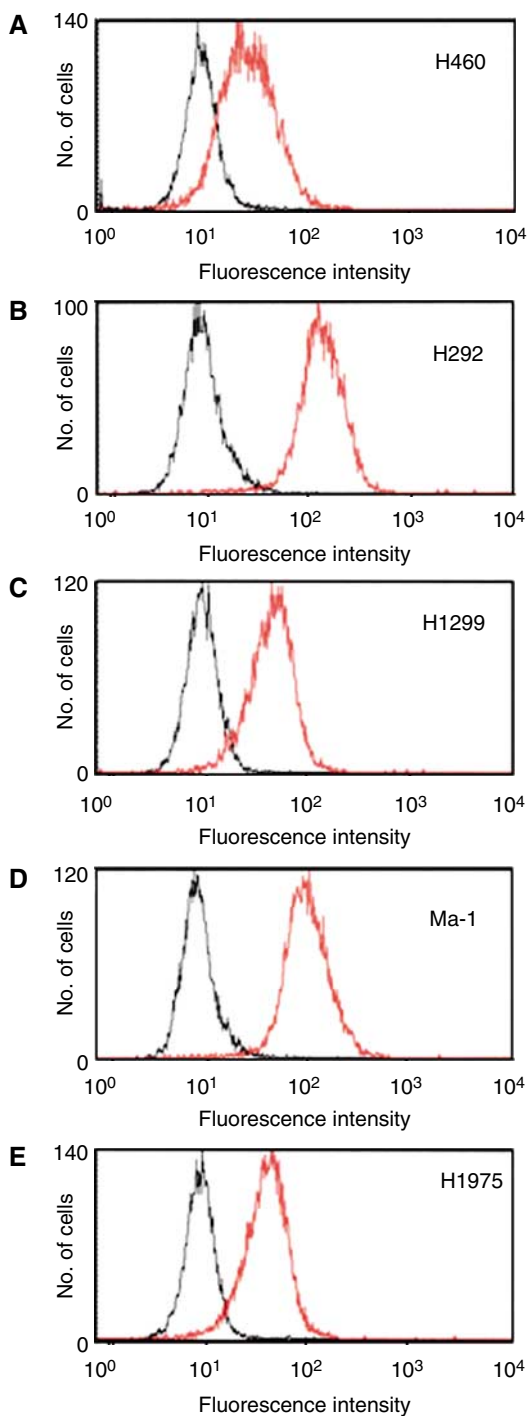 A
140
H460
No. of cells
0
10⁰ 10¹ 10² 10³ 10⁴
Fluorescence intensity
B
100
H292
No. of cells
0
10⁰ 10¹ 10² 10³ 10⁴
Fluorescence intensity
C
120
H1299
No. of cells
0
10⁰ 10¹ 10² 10³ 10⁴
Fluorescence intensity
D
120
Ma-1
No. of cells
0
10⁰ 10¹ 10² 10³ 10⁴
Fluorescence intensity
E
140
H1975
No. of cells
0
10⁰ 10¹ 10² 10³ 10⁴
Fluorescence intensity